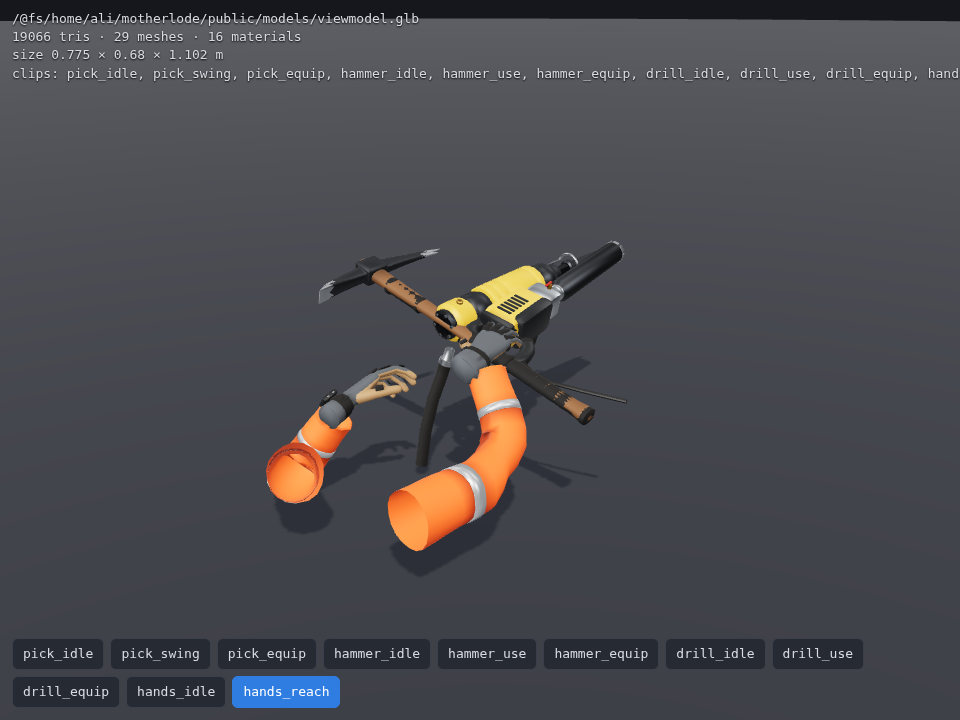 /@fs/home/ali/motherlode/public/models/viewmodel.glb
19066 tris · 29 meshes · 16 materials
size 0.775 × 0.68 × 1.102 m
clips: pick_idle, pick_swing, pick_equip, hammer_idle, hammer_use, hammer_equip, drill_idle, drill_use, drill_equip, hand
pick_idle pick_swing pick_equip hammer_idle hammer_use hammer_equip drill_idle drill_use
drill_equip hands_idle hands_reach